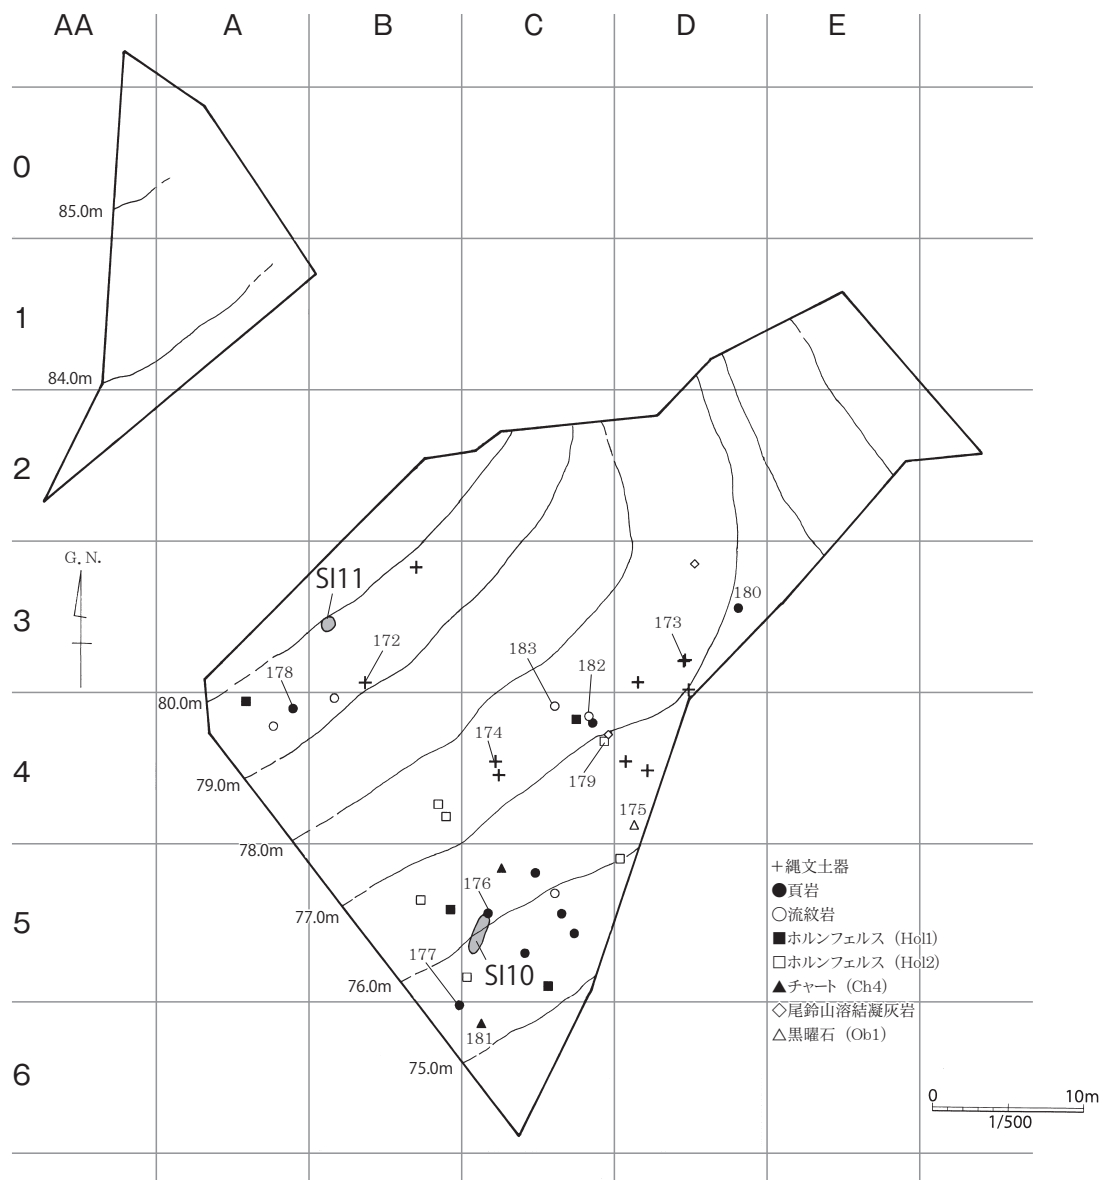 AA A B C D E
0
85.0m
1
84.0m
2
G. N.
SI11
3
180
173
172
183
182
178
80.0m
174
4
179
79.0m
175
78.0m
＋縄文土器
176
●頁岩
77.0m
○流紋岩
5
■ホルンフェルス（Hol1）
177
□ホルンフェルス（Hol2）
SI10
76.0m
▲チャート（Ch4）
◇尾鈴山溶結凝灰岩
181
△黒曜石（Ob1）
75.0m
6
0 10m
1/500